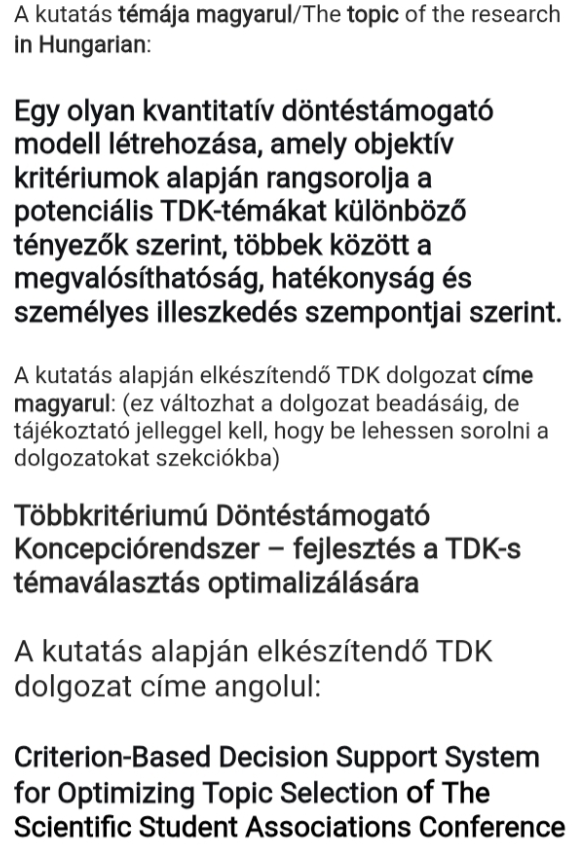 A kutatás témája magyarul/The topic of the research
in Hungarian:
Egy olyan kvantitatív döntéstámogató
modell létrehozása, amely objektív
kritériumok alapján rangsorolja a
potenciális TDK-témákat különböző
tényezők szerint, többek között a
megvalósíthatóság, hatékonyság és
személyes illeszkedés szempontjai szerint.
A kutatás alapján elkészítendő TDK dolgozat címe
magyarul: (ez változhat a dolgozat beadásáig, de
tájékoztató jelleggel kell, hogy be lehessen sorolni a
dolgozatokat szekciókba)
Többkritériumú Döntéstámogató
Koncepciórendszer – fejlesztés a TDK-s
témaválasztás optimalizálására
A kutatás alapján elkészítendő TDK
dolgozat címe angolul:
Criterion-Based Decision Support System
for Optimizing Topic Selection of The
Scientific Student Associations Conference